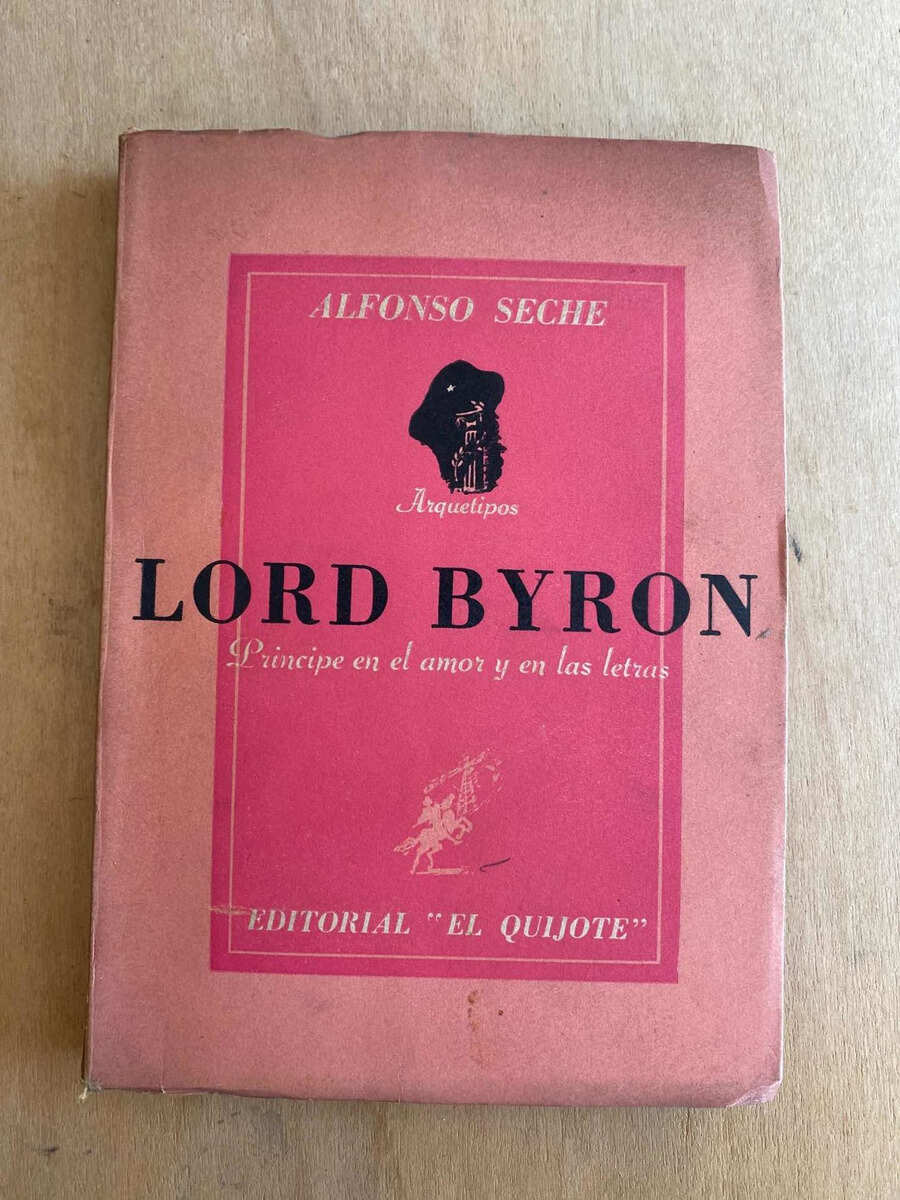 ALFONSO SECHE
Arquetipos
LORD BYRON
Principe en el amor y en las letras
EDITORIAL "EL QUIJOTE"